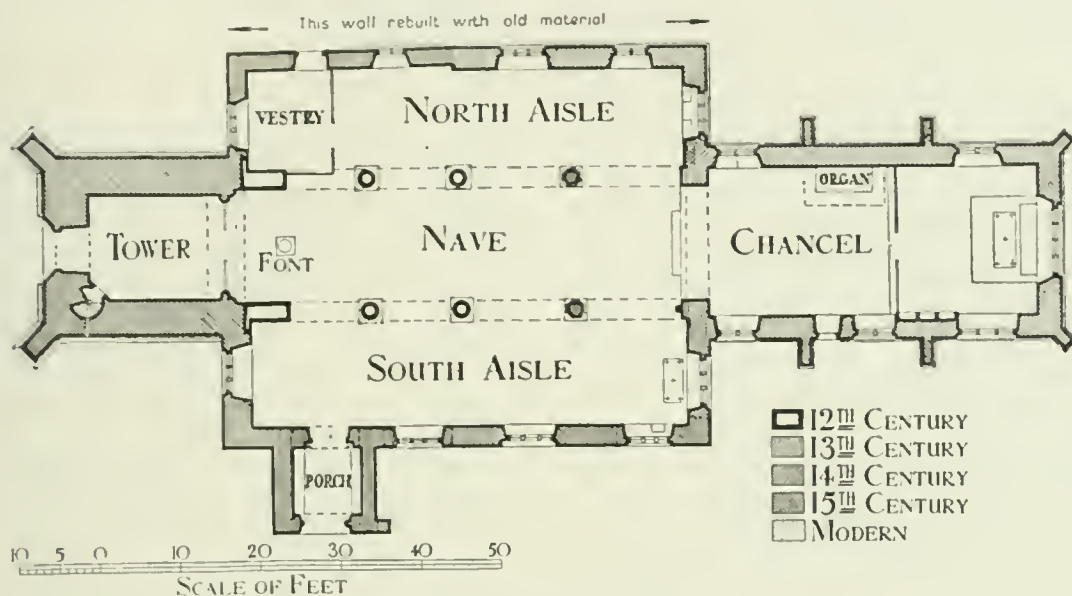 This wall rebuilt with old material
VESTRY
NORTH AISLE
ORGAN
TOWER
FONT
NAVE
CHANCEL
SOUTH AISLE
PORCH
12TH CENTURY
13TH CENTURY
14TH CENTURY
15TH CENTURY
MODERN
10 5 0 10 20 30 40 50
SCALE OF FEET